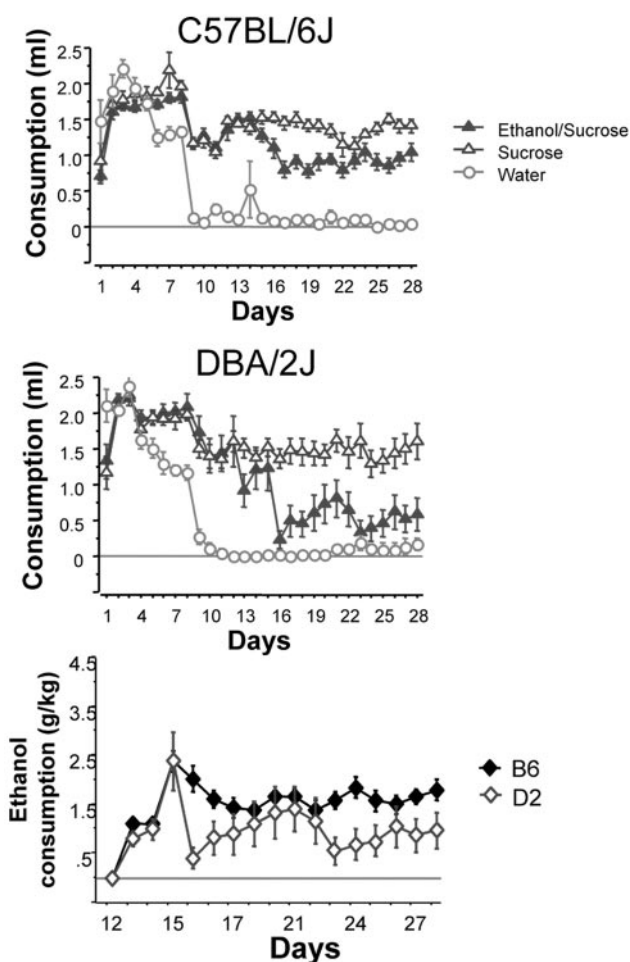 C57BL/6J
Consumption (ml)
2.5
2.0
1.5
1.0
0.5
0
1 4 7 10 13 16 19 22 25 28
Days
Ethanol/Sucrose
Sucrose
Water
DBA/2J
Consumption (ml)
2.5
2.0
1.5
1.0
0.5
0
1 4 7 10 13 16 19 22 25 28
Days
Ethanol
consumption (g/kg)
4.5
3.5
2.5
1.5
.5
12 15 17 21 27
Days
B6
D2